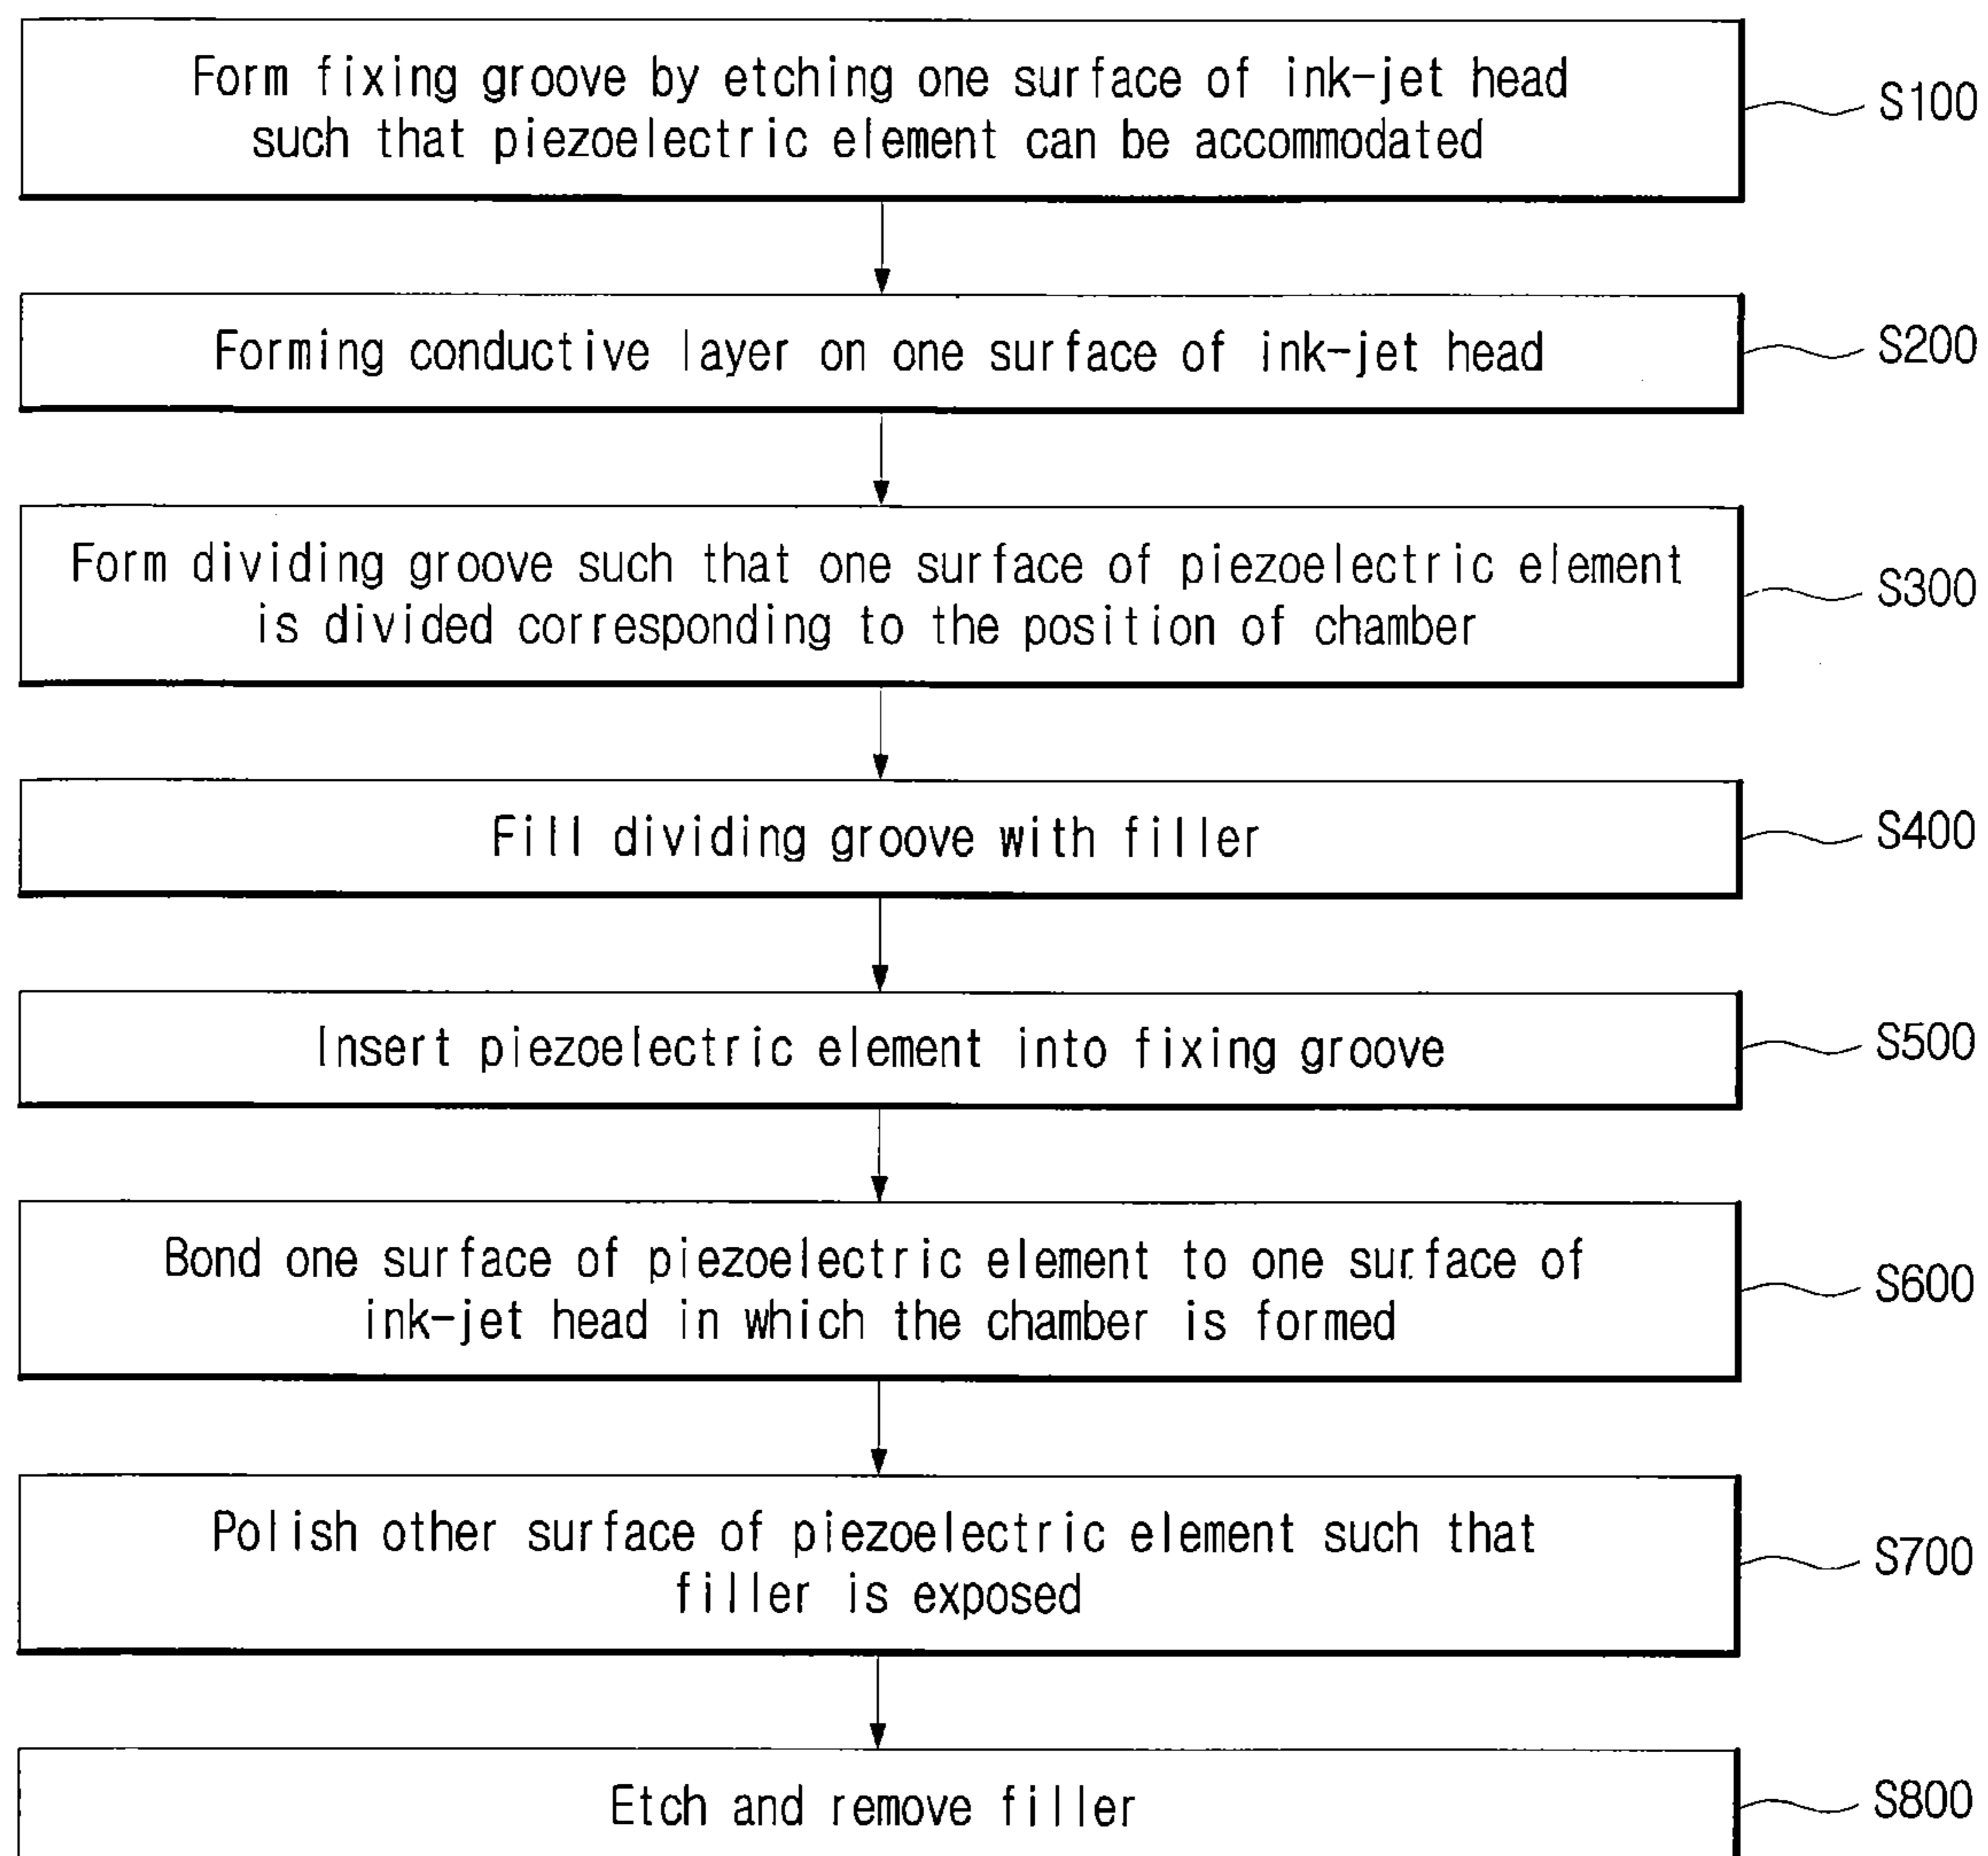 Form fixing groove by etching one surface of ink-jet head
such that piezoelectric element can be accommodated
S100
Forming conductive layer on one surface of ink-jet head
S200
Form dividing groove such that one surface of piezoelectric element
is divided corresponding to the position of chamber
S300
Fill dividing groove with filler
S400
Insert piezoelectric element into fixing groove
S500
Bond one surface of piezoelectric element to one surface of
ink-jet head in which the chamber is formed
S600
Polish other surface of piezoelectric element such that
filler is exposed
S700
Etch and remove filler
S800